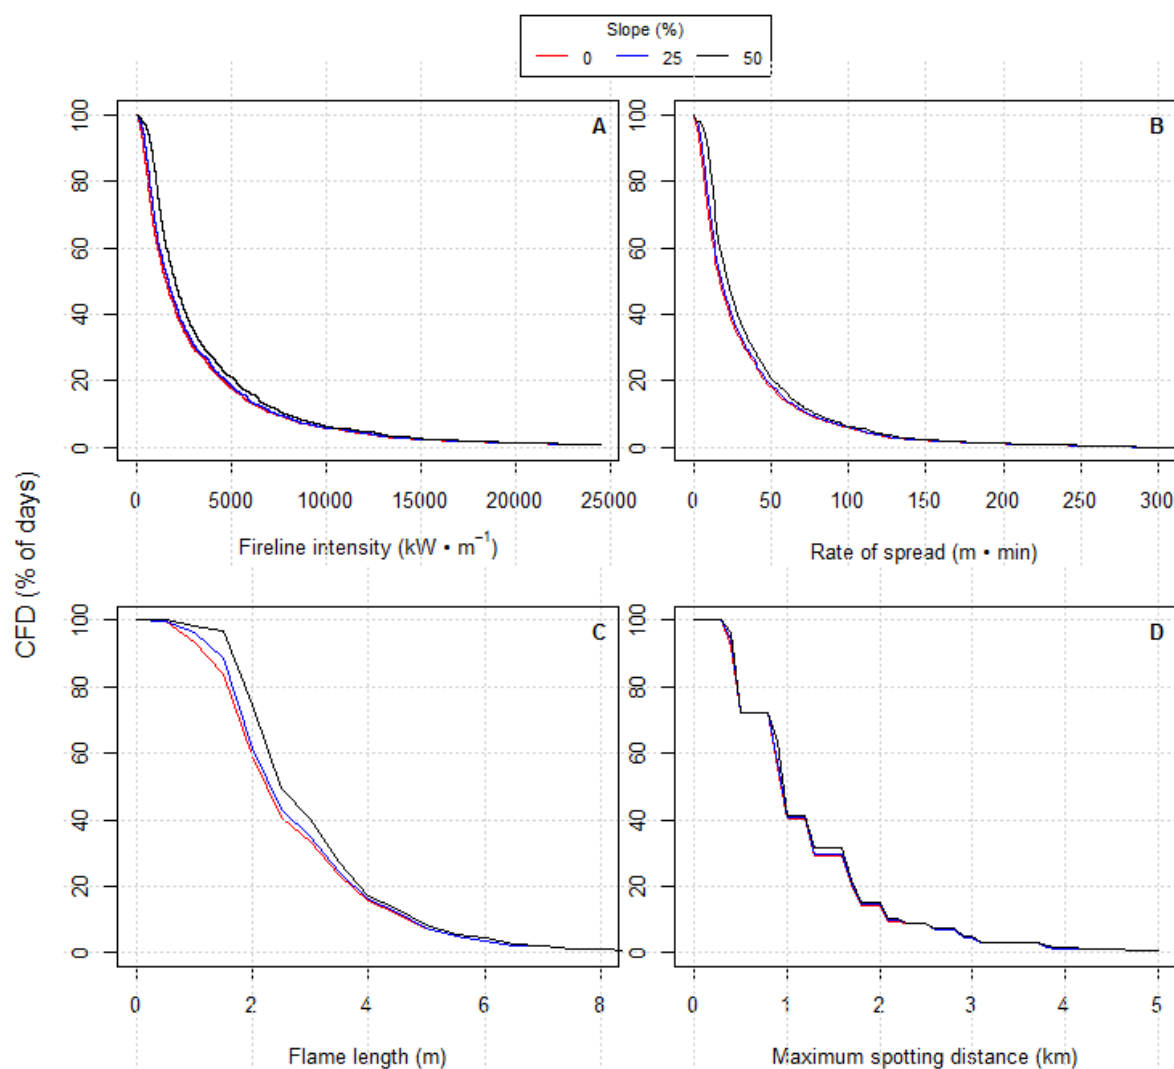 Slope (%)
0 25 50
A
B
100
80
60
40
20
0
100
80
60
40
20
0
0 5000 10000 15000 20000 25000
0 50 100 150 200 250 300
Fireline intensity (kW • m⁻¹)
Rate of spread (m • min)
CFD (% of days)
C
D
100
80
60
40
20
0
100
80
60
40
20
0
0 2 4 6 8
0 1 2 3 4 5
Flame length (m)
Maximum spotting distance (km)